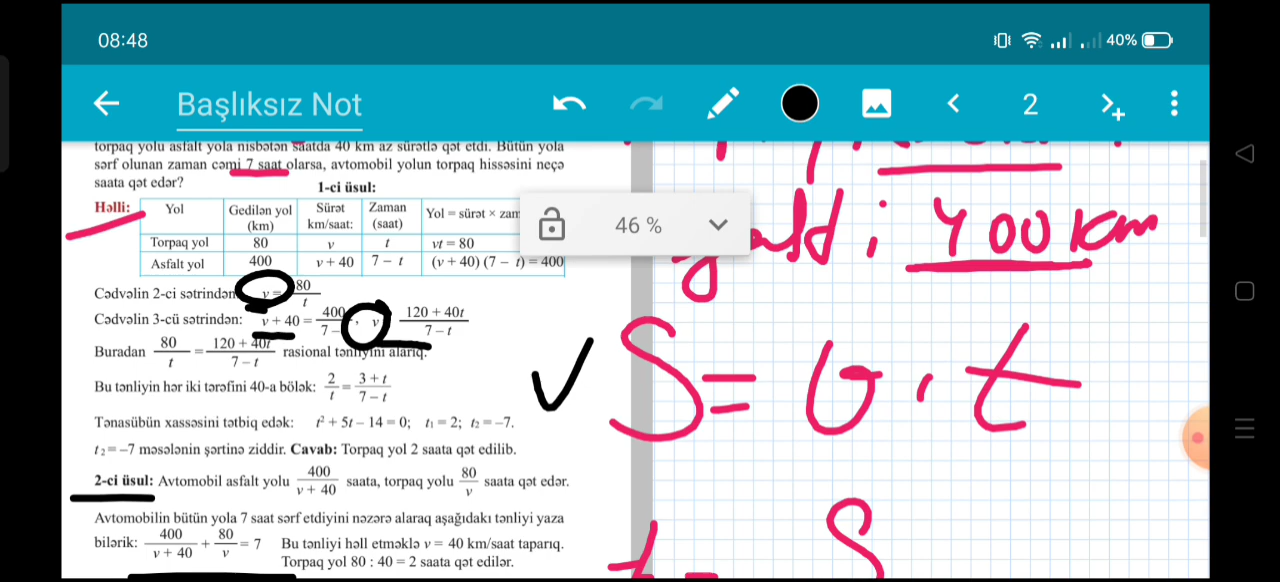 08:48
40%
Başlıksız Not
2
torpaq yolu asfalt yola nisbətən saatda 40 km az sürətlə qət etdi. Bütün yola
sərf olunan zaman cəmi 7 saat olarsa, avtomobil yolun torpaq hissəsini neçə
saata qət edər?
1-ci üsul:
Həlli:
Yol Gedilən yol (km) Sürət km/saat: Zaman (saat) Yol = sürət × zam
Torpaq yol 80 v t vt = 80
Asfalt yol 400 v + 40 7 – t (v + 40) (7 – t) = 400
46 %
Cədvəlin 2-ci sətrindən v = 80/t
Cədvəlin 3-cü sətrindən: v + 40 = 400/7 – , v 120 + 40t/7 – t
Buradan 80/t = 120 + 40t/7 – t rasional tənliyini alarıq.
Bu tənliyin hər iki tərəfini 40-a bölək: 2/t = 3 + t/7 – t
Tənasübün xassəsini tətbiq edək: t² + 5t – 14 = 0; t₁ = 2; t₂ = –7.
t₂ = –7 məsələnin şərtinə ziddir. Cavab: Torpaq yol 2 saata qət edilib.
2-ci üsul: Avtomobil asfalt yolu 400/v + 40 saata, torpaq yolu 80/v saata qət edər.
Avtomobilin bütün yola 7 saat sərf etdiyini nəzərə alaraq aşağıdakı tənliyi yaza
bilərik: 400/v + 40 + 80/v = 7 Bu tənliyi həll etməklə v = 40 km/saat taparıq.
Torpaq yol 80 : 40 = 2 saata qət edilər.
: 400 km
S = v · t